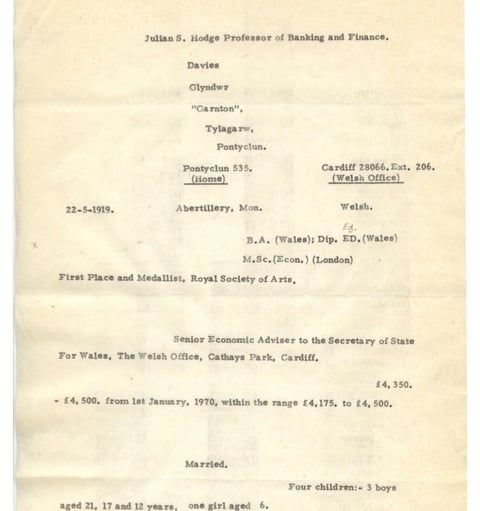 Julian S. Hodge Professor of Banking and Finance.
Davies
Glyndwr
"Carnton",
Tylagarw,
Pontyclun.
Pontyclun 535. Cardiff 28066. Ext. 206.
(Home) (Welsh Office)
22-5-1919. Abertillery, Mon. Welsh.
Ed.
B.A. (Wales); Dip. ED. (Wales)
M.Sc.(Econ.) (London)
First Place and Medallist, Royal Society of Arts.
Senior Economic Adviser to the Secretary of State
For Wales, The Welsh Office, Cathays Park, Cardiff.
£4,350.
- £4,500. from 1st January, 1970, within the range £4,175. to £4,500.
Married.
Four children:- 3 boys
aged 21, 17 and 12 years, one girl aged 6.